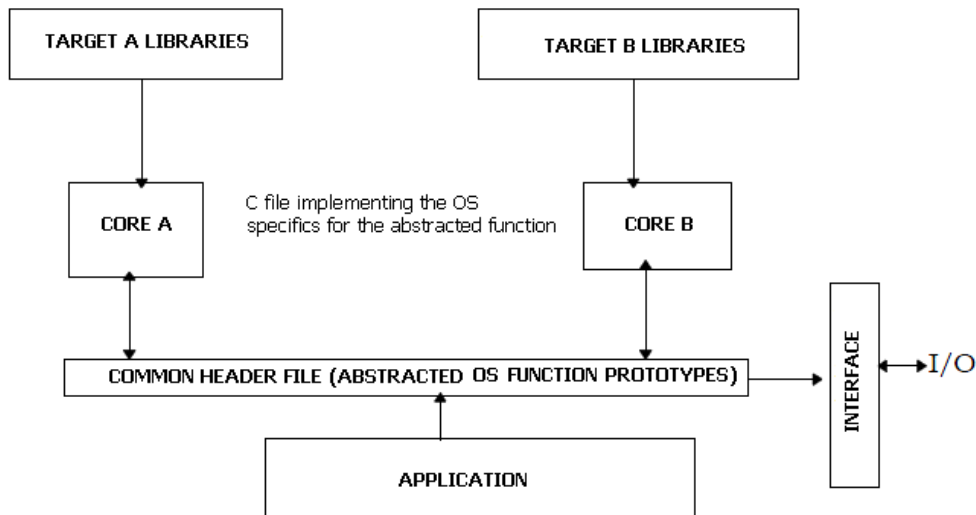 TARGET A LIBRARIES
TARGET B LIBRARIES
CORE A
C file implementing the OS
specifics for the abstracted function
CORE B
COMMON HEADER FILE (ABSTRACTED OS FUNCTION PROTOTYPES)
INTERFACE
I/O
APPLICATION